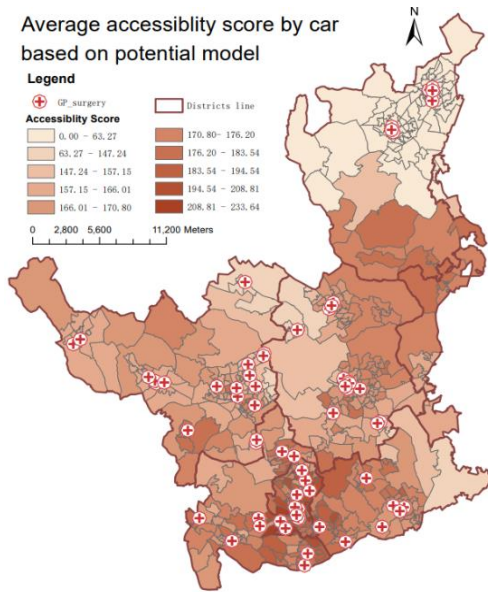 Average accessiblity score by car
based on potential model
N
Legend
GP_surgery
Districts line
Accessiblity Score
0.00 - 63.27
63.27 - 147.24
147.24 - 157.15
157.15 - 166.01
166.01 - 170.80
170.80 - 176.20
176.20 - 183.54
183.54 - 194.54
194.54 - 208.81
208.81 - 233.64
0 2,800 5,600 11,200 Meters